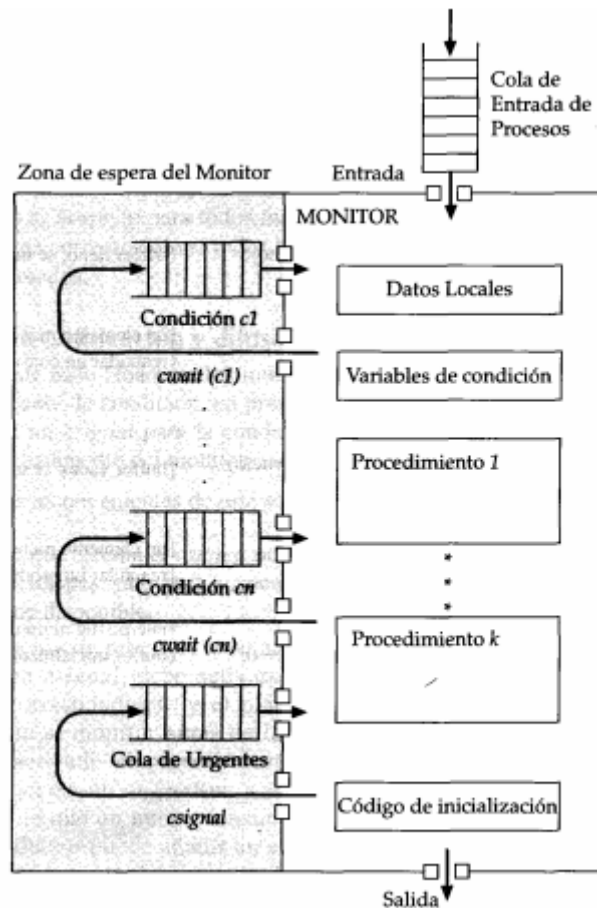 Cola de
Entrada de
Procesos
Zona de espera del Monitor
Entrada
MONITOR
Condición c1
cwait (c1)
Datos Locales
Variables de condición
Procedimiento 1
Condición cn
cwait (cn)
Procedimiento k
Cola de Urgentes
csignal
Código de inicialización
Salida